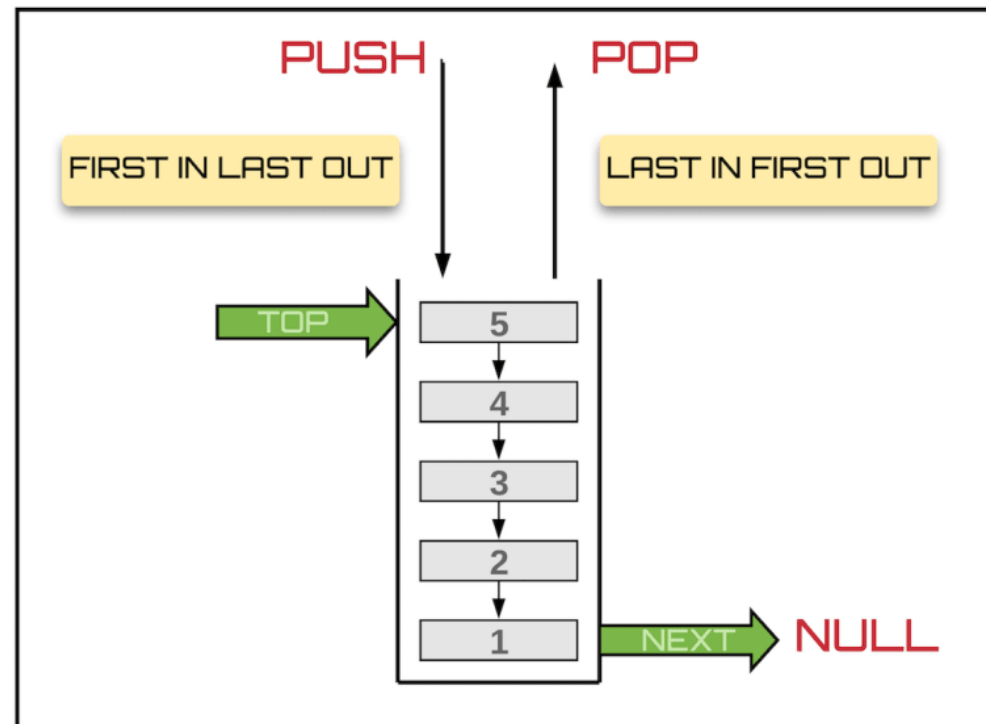 PUSH
POP
FIRST IN LAST OUT
LAST IN FIRST OUT
TOP
5
4
3
2
1
NEXT
NULL